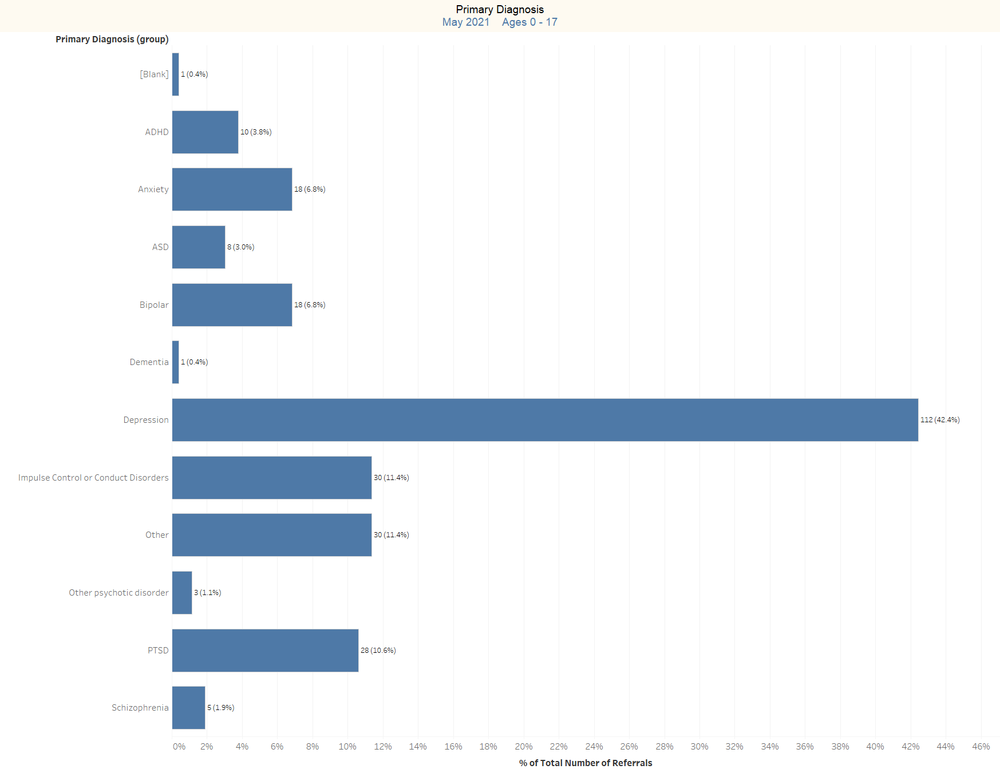 Primary Diagnosis
May 2021 Ages 0 - 17
Primary Diagnosis (group)
[Blank] 1 (0.4%)
ADHD 10 (3.8%)
Anxiety 18 (6.8%)
ASD 8 (3.0%)
Bipolar 18 (6.8%)
Dementia 1 (0.4%)
Depression 112 (42.4%)
Impulse Control or Conduct Disorders 30 (11.4%)
Other 30 (11.4%)
Other psychotic disorder 3 (1.1%)
PTSD 28 (10.6%)
Schizophrenia 5 (1.9%)
0% 2% 4% 6% 8% 10% 12% 14% 16% 18% 20% 22% 24% 26% 28% 30% 32% 34% 36% 38% 40% 42% 44% 46%
% of Total Number of Referrals